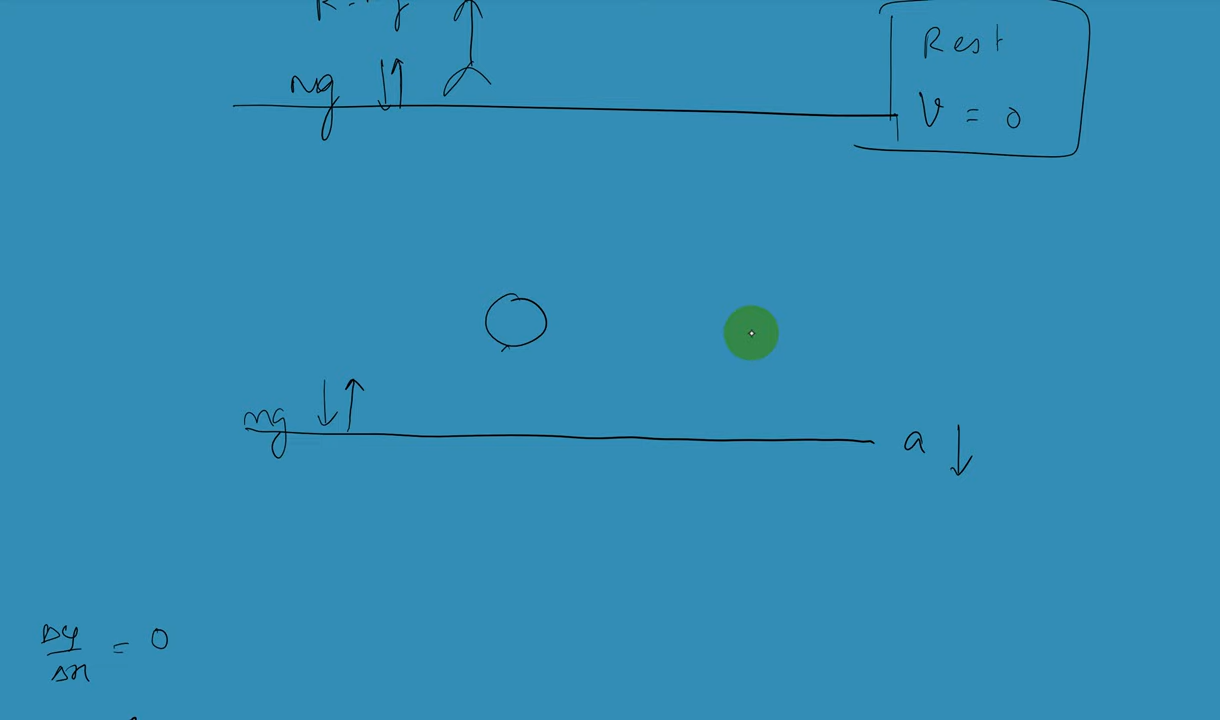 mg
Rest
V = 0
mg
a
Δy/Δx = 0